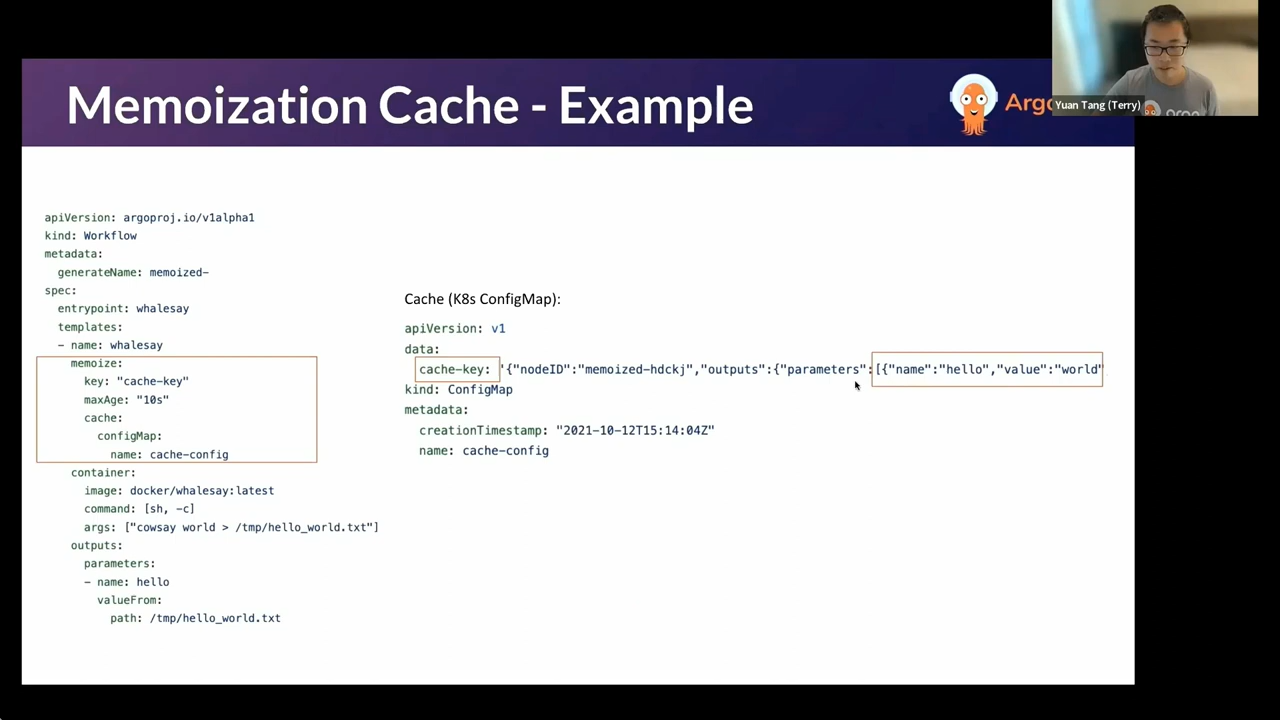 Memoization Cache - Example
Argo
Yuan Tang (Terry)
apiVersion: argoproj.io/v1alpha1
kind: Workflow
metadata:
generateName: memoized-
spec:
entrypoint: whalesay
templates:
- name: whalesay
memoize:
key: "cache-key"
maxAge: "10s"
cache:
configMap:
name: cache-config
container:
image: docker/whalesay:latest
command: [sh, -c]
args: ["cowsay world > /tmp/hello_world.txt"]
outputs:
parameters:
- name: hello
valueFrom:
path: /tmp/hello_world.txt
Cache (K8s ConfigMap):
apiVersion: v1
data:
cache-key: '{"nodeID":"memoized-hdckj","outputs":{"parameters":[{"name":"hello","value":"world"
kind: ConfigMap
metadata:
creationTimestamp: "2021-10-12T15:14:04Z"
name: cache-config